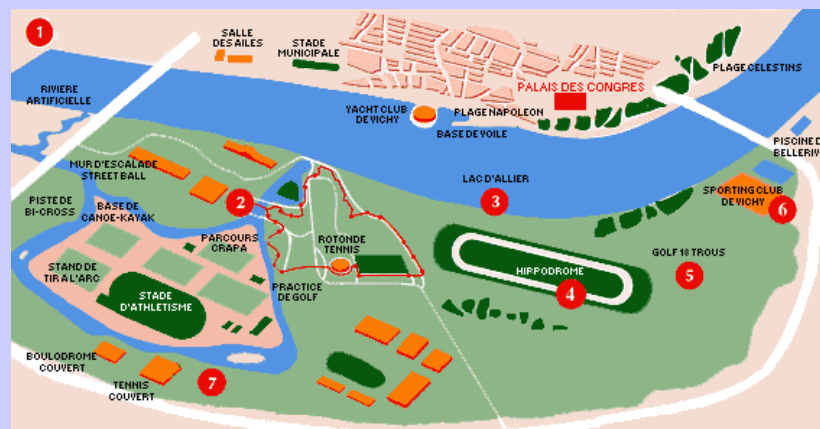 1
SALLE
DES AILES
STADE
MUNICIPALE
PLAGE CELESTINS
RIVIERE
ARTIFICIELLE
PALAIS DES CONGRES
YACHT CLUB
DE VICHY
PLAGE NAPOLEON
BASE DE VOILE
PISCINE DE
BELLERIV
MUR D'ESCALADE
STREET BALL
LAC D'ALLIER
SPORTING CLUB
DE VICHY
6
PISTE DE
BI-CROSS
BASE DE
CANOE-KAYAK
2
3
PARCOURS
CRAPA
ROTONDE
TENNIS
GOLF 18 TROUS
5
STAND DE
TIR A L'ARC
HIPPODROME
4
STADE
D'ATHLETISME
PRACTICE
DE GOLF
BOULODROME
COUVERT
TENNIS
COUVERT
7